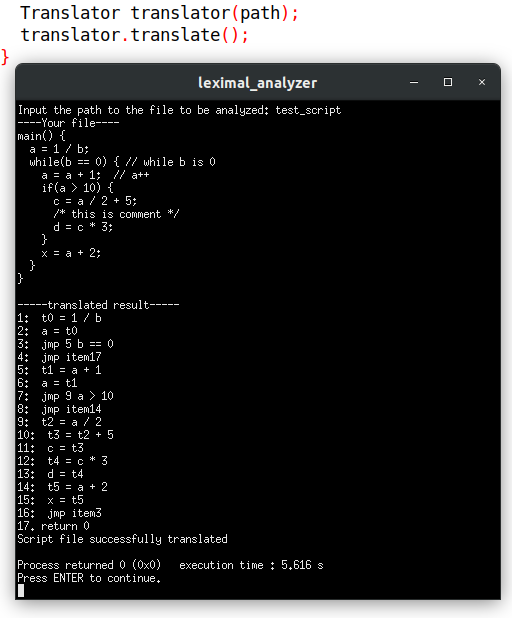 Translator translator(path);
translator.translate();
}
leximal_analyzer
Input the path to the file to be analyzed: test_script
----Your file----
main() {
  a = 1 / b;
  while(b == 0) { // while b is 0
    a = a + 1;  // a++
    if(a > 10) {
      c = a / 2 + 5;
      /* this is comment */
      d = c * 3;
    }
    x = a + 2;
  }
}
-----translated result-----
1:  t0 = 1 / b
2:  a = t0
3:  jmp 5 b == 0
4:  jmp item17
5:  t1 = a + 1
6:  a = t1
7:  jmp 9 a > 10
8:  jmp item14
9:  t2 = a / 2
10:  t3 = t2 + 5
11:  c = t3
12:  t4 = c * 3
13:  d = t4
14:  t5 = a + 2
15:  x = t5
16:  jmp item3
17. return 0
Script file successfully translated
Process returned 0 (0x0)   execution time : 5.616 s
Press ENTER to continue.